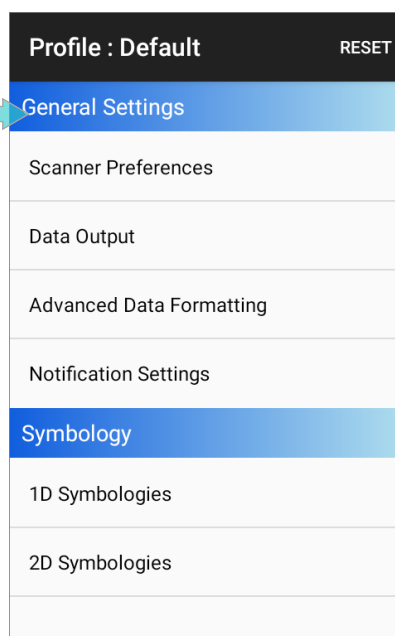 Profile : Default RESET
General Settings
Scanner Preferences
Data Output
Advanced Data Formatting
Notification Settings
Symbology
1D Symbologies
2D Symbologies